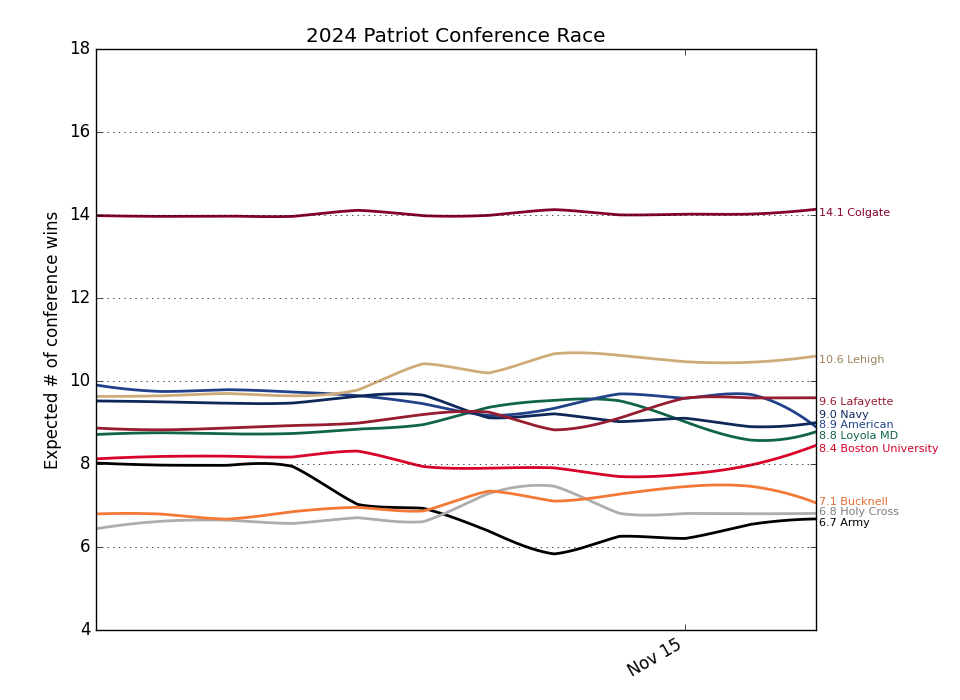 2024 Patriot Conference Race
Expected # of conference wins
18
16
14
12
10
8
6
4
14.1 Colgate
10.6 Lehigh
9.6 Lafayette
9.0 Navy
8.9 American
8.8 Loyola MD
8.4 Boston University
7.1 Bucknell
6.8 Holy Cross
6.7 Army
Nov 15